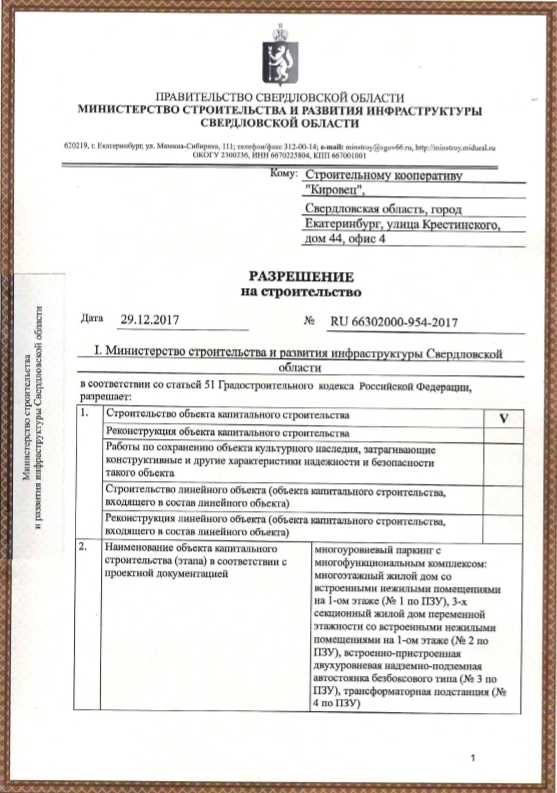 ПРАВИТЕЛЬСТВО СВЕРДЛОВСКОЙ ОБЛАСТИ
МИНИСТЕРСТВО СТРОИТЕЛЬСТВА И РАЗВИТИЯ ИНФРАСТРУКТУРЫ
СВЕРДЛОВСКОЙ ОБЛАСТИ
620219, г. Екатеринбург, ул. Мамина-Сибиряка, 111; телефон/факс 312-00-14; e-mail: minstroy@egov66.ru, http://minstroy.midural.ru
ОКОГУ 2300236, ИНН 6670225804, КПП 667001001
Кому: Строительному кооперативу
"Кировец",
Свердловская область, город
Екатеринбург, улица Крестинского,
дом 44, офис 4
РАЗРЕШЕНИЕ
на строительство
Дата 29.12.2017 № RU 66302000-954-2017
I. Министерство строительства и развития инфраструктуры Свердловской
области
в соответствии со статьей 51 Градостроительного кодекса Российской Федерации,
разрешает:
1. Строительство объекта капитального строительства V
Реконструкция объекта капитального строительства
Работы по сохранению объекта культурного наследия, затрагивающие
конструктивные и другие характеристики надежности и безопасности
такого объекта
Строительство линейного объекта (объекта капитального строительства,
входящего в состав линейного объекта)
Реконструкция линейного объекта (объекта капитального строительства,
входящего в состав линейного объекта)
2. Наименование объекта капитального
строительства (этапа) в соответствии с
проектной документацией
многоуровневый паркинг с
многофункциональным комплексом:
многоэтажный жилой дом со
встроенными нежилыми помещениями
на 1-ом этаже (№ 1 по ПЗУ), 3-х
секционный жилой дом переменной
этажности со встроенными нежилыми
помещениями на 1-ом этаже (№ 2 по
ПЗУ), встроенно-пристроенная
двухуровневая надземно-подземная
автостоянка безбоксового типа (№ 3 по
ПЗУ), трансформаторная подстанция (№
4 по ПЗУ)
Министерство строительства
и развития инфраструктуры Свердловской области
1